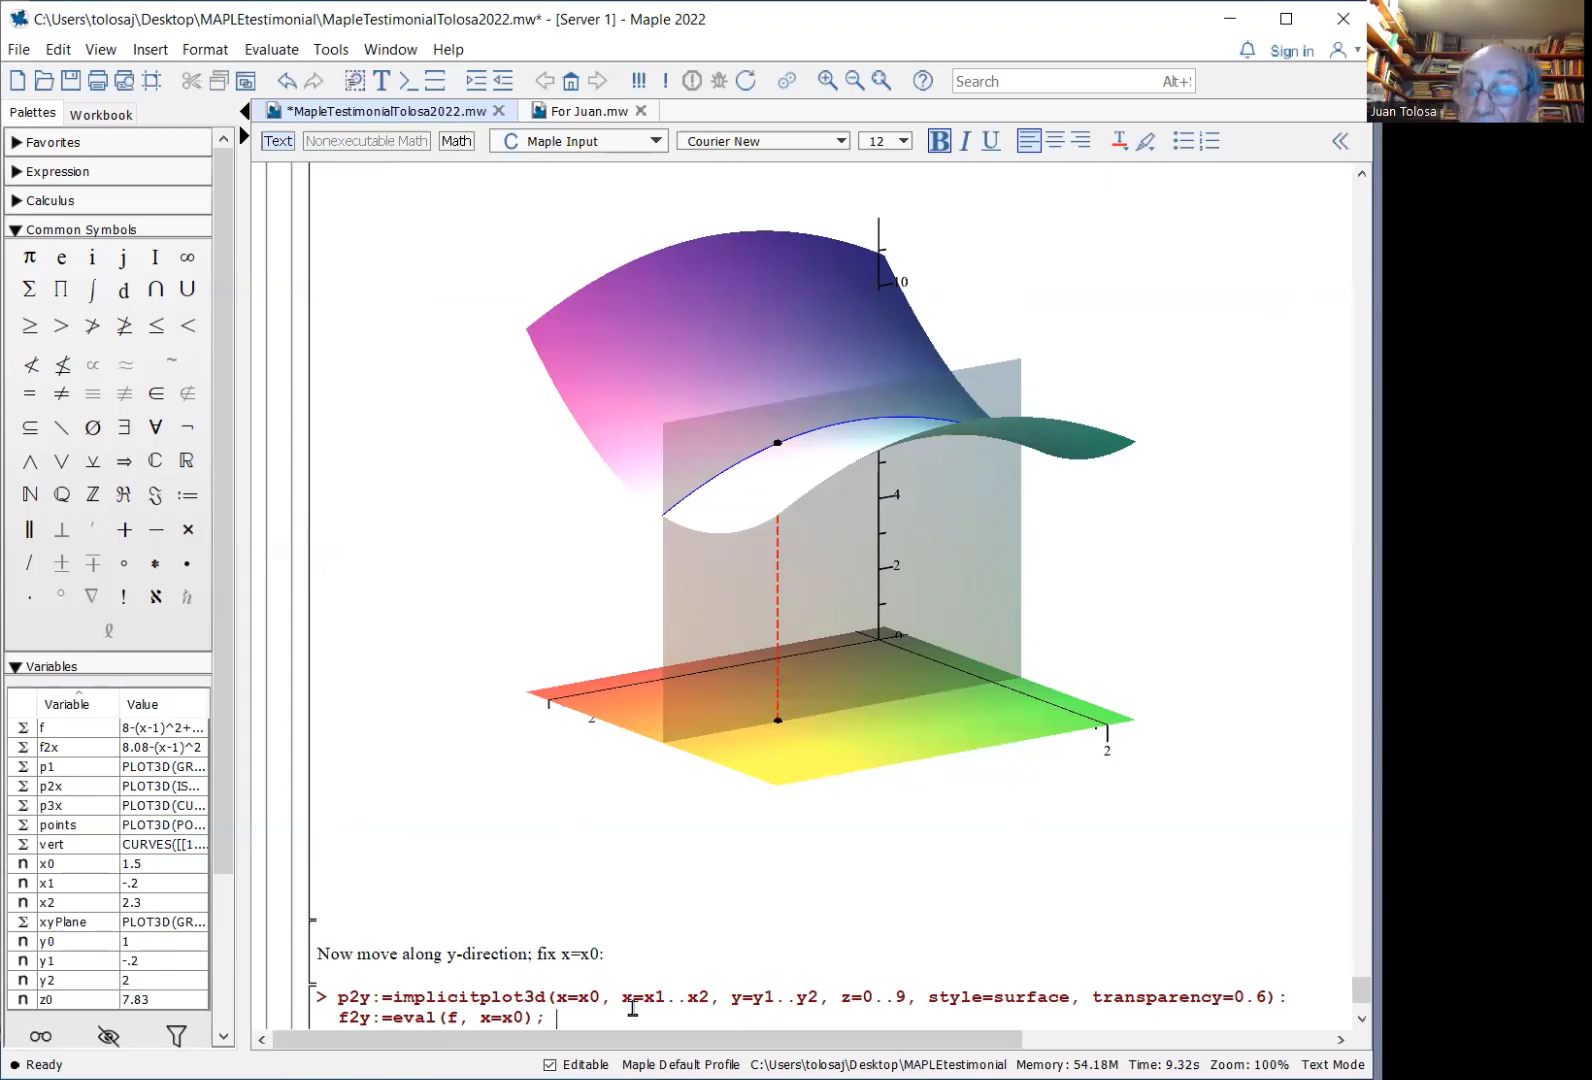 C:\Users\tolosaj\Desktop\MAPLEtestimonial\MapleTestimonialTolosa2022.mw* - [Server 1] - Maple 2022
File Edit View Insert Format Evaluate Tools Window Help
Sign in
Search Alt+S
Juan Tolosa
Palettes Workbook
*MapleTestimonialTolosa2022.mw
For Juan.mw
Text Nonexecutable Math Math C Maple Input Courier New 12 B I U
Favorites
Expression
Calculus
Common Symbols
π e i j I ∞
Σ Π ∫ d ∩ ∪
≥ > ≯ ≱ ≤ <
≮ ≰ ∝ ≈ ~
= ≠ ≡ ≢ ∈ ∉
⊆ \ Ø ∃ ∀ ¬
∧ ∨ ⊻ ⇒ ℂ ℝ
ℕ ℚ ℤ ℜ ℑ :=
∥ ⊥ ′ + − ×
/ ± ∓ ∘ * •
· ° ∇ ! ℵ ℏ
ℓ
10
4
2
0
2
2
Variables
Variable Value
Σ f 8-(x-1)^2+...
Σ f2x 8.08-(x-1)^2
Σ p1 PLOT3D(GR...
Σ p2x PLOT3D(IS...
Σ p3x PLOT3D(CU...
Σ points PLOT3D(PO...
Σ vert CURVES([[1....
n x0 1.5
n x1 -.2
n x2 2.3
Σ xyPlane PLOT3D(GR...
n y0 1
n y1 -.2
n y2 2
n z0 7.83
Now move along y-direction; fix x=x0:
> p2y:=implicitplot3d(x=x0, x=x1..x2, y=y1..y2, z=0..9, style=surface, transparency=0.6):
f2y:=eval(f, x=x0);
Ready
Editable Maple Default Profile C:\Users\tolosaj\Desktop\MAPLEtestimonial Memory: 54.18M Time: 9.32s Zoom: 100% Text Mode